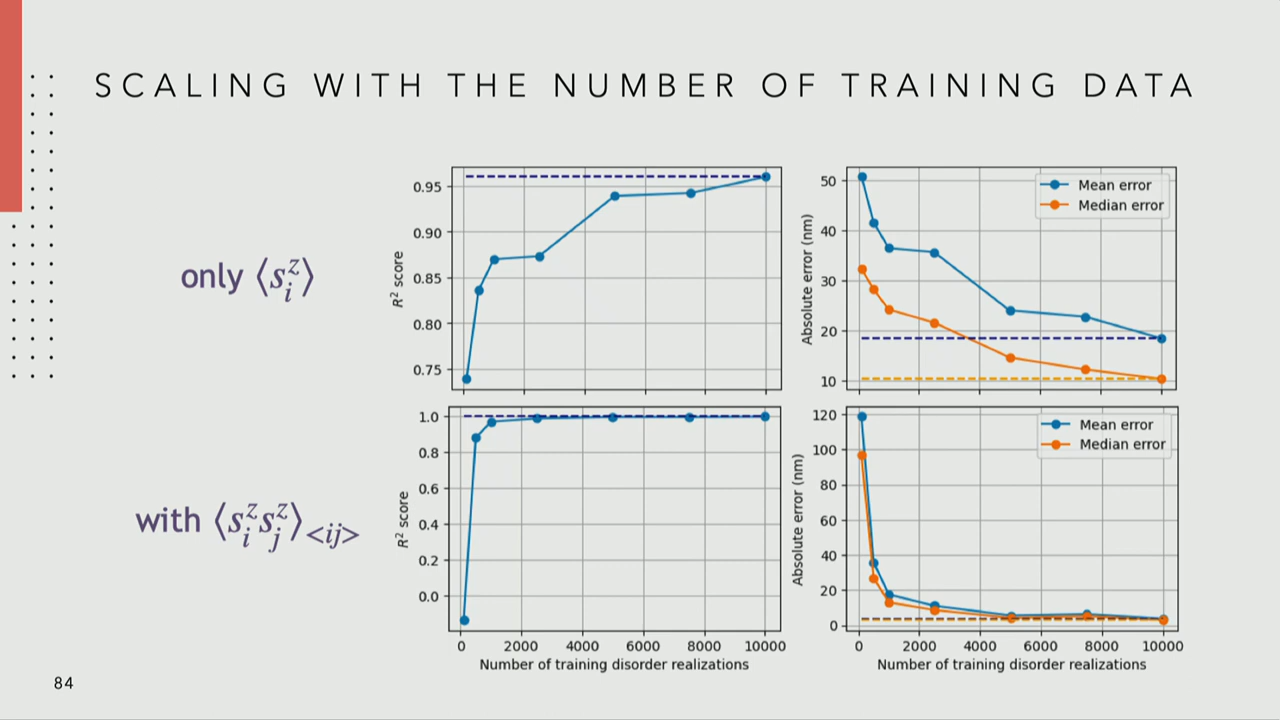 SCALING WITH THE NUMBER OF TRAINING DATA
only ⟨s_i^z⟩
R² score
0.95
0.90
0.85
0.80
0.75
Absolute error (nm)
50
40
30
20
10
Mean error
Median error
with ⟨s_i^z s_j^z⟩_<ij>
R² score
1.0
0.8
0.6
0.4
0.2
0.0
0 2000 4000 6000 8000 10000
Number of training disorder realizations
Absolute error (nm)
120
100
80
60
40
20
0
Mean error
Median error
0 2000 4000 6000 8000 10000
Number of training disorder realizations
84